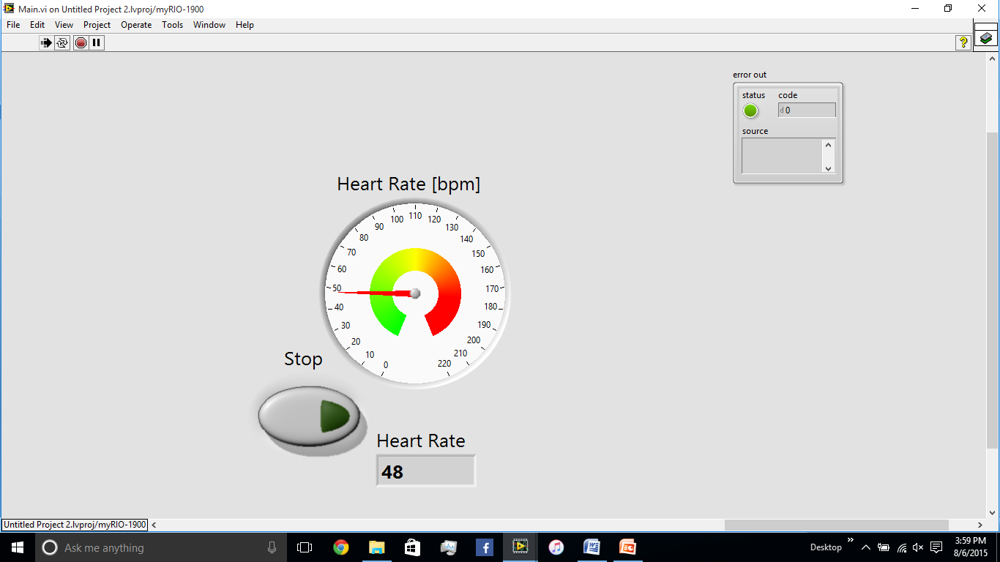 Main.vi on Untitled Project 2.lvproj/myRIO-1900
File Edit View Project Operate Tools Window Help
?
error out
status code
d 0
source
Heart Rate [bpm]
0 10 20 30 40 50 60 70 80 90 100 110 120 130 140 150 160 170 180 190 200 210 220
Stop
Heart Rate
48
Untitled Project 2.lvproj/myRIO-1900
Ask me anything
Desktop
3:59 PM
8/6/2015